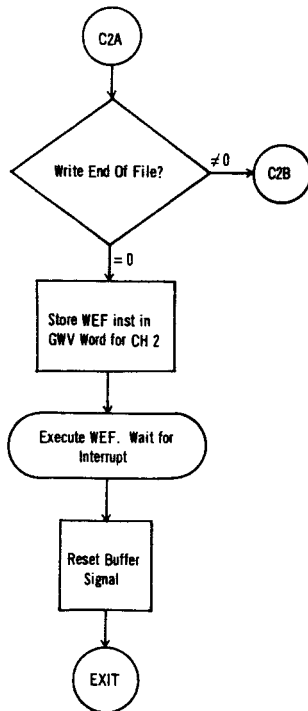 C2A
Write End Of File?
≠0
C2B
=0
Store WEF inst in
GWV Word for CH 2
Execute WEF. Wait for
Interrupt
Reset Buffer
Signal
EXIT